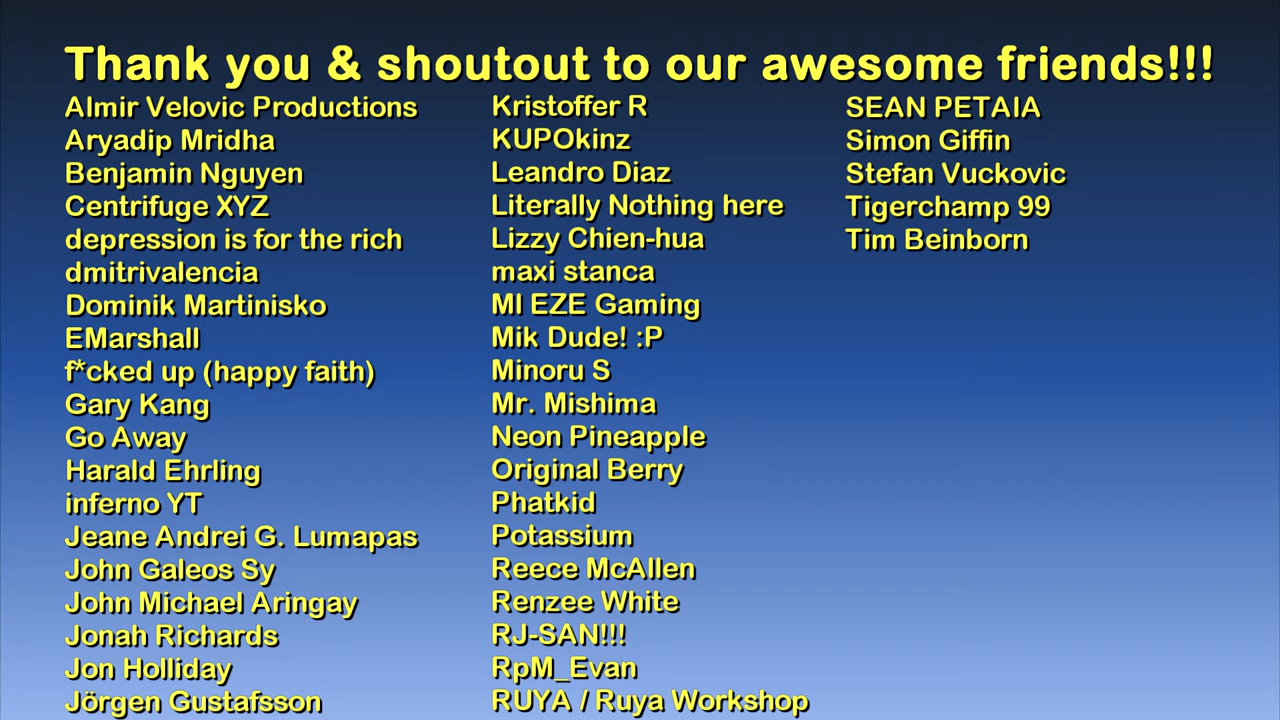 Thank you & shoutout to our awesome friends!!!
Almir Velovic Productions
Aryadip Mridha
Benjamin Nguyen
Centrifuge XYZ
depression is for the rich
dmitrivalencia
Dominik Martinisko
EMarshall
f*cked up (happy faith)
Gary Kang
Go Away
Harald Ehrling
inferno YT
Jeane Andrei G. Lumapas
John Galeos Sy
John Michael Aringay
Jonah Richards
Jon Holliday
Jörgen Gustafsson
Kristoffer R
KUPOkinz
Leandro Diaz
Literally Nothing here
Lizzy Chien-hua
maxi stanca
MI EZE Gaming
Mik Dude! :P
Minoru S
Mr. Mishima
Neon Pineapple
Original Berry
Phatkid
Potassium
Reece McAllen
Renzee White
RJ-SAN!!!
RpM_Evan
RUYA / Ruya Workshop
SEAN PETAIA
Simon Giffin
Stefan Vuckovic
Tigerchamp 99
Tim Beinborn